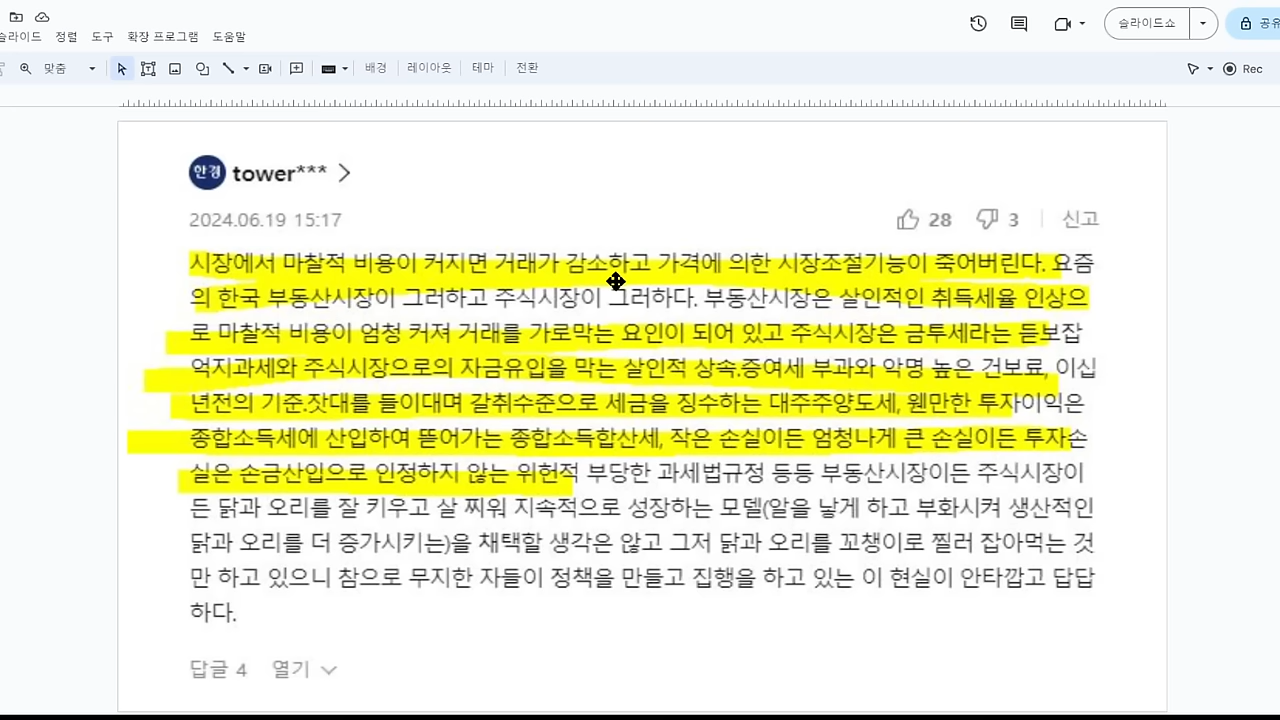 슬라이드 정렬 도구 확장 프로그램 도움말
슬라이드쇼
공유
맞춤
배경
레이아웃
테마
전환
Rec
한경
tower***
2024.06.19 15:17
28
3
신고
시장에서 마찰적 비용이 커지면 거래가 감소하고 가격에 의한 시장조절기능이 죽어버린다. 요즘
의 한국 부동산시장이 그러하고 주식시장이 그러하다. 부동산시장은 살인적인 취득세율 인상으
로 마찰적 비용이 엄청 커져 거래를 가로막는 요인이 되어 있고 주식시장은 금투세라는 듣보잡
억지과세와 주식시장으로의 자금유입을 막는 살인적 상속.증여세 부과와 악명 높은 건보료, 이십
년전의 기준.잣대를 들이대며 갈취수준으로 세금을 징수하는 대주주양도세, 웬만한 투자이익은
종합소득세에 산입하여 뜯어가는 종합소득합산세, 작은 손실이든 엄청나게 큰 손실이든 투자손
실은 손금산입으로 인정하지 않는 위헌적 부당한 과세법규정 등등 부동산시장이든 주식시장이
든 닭과 오리를 잘 키우고 살 찌워 지속적으로 성장하는 모델(알을 낳게 하고 부화시켜 생산적인
닭과 오리를 더 증가시키는)을 채택할 생각은 않고 그저 닭과 오리를 꼬챙이로 찔러 잡아먹는 것
만 하고 있으니 참으로 무지한 자들이 정책을 만들고 집행을 하고 있는 이 현실이 안타깝고 답답
하다.
답글 4 열기